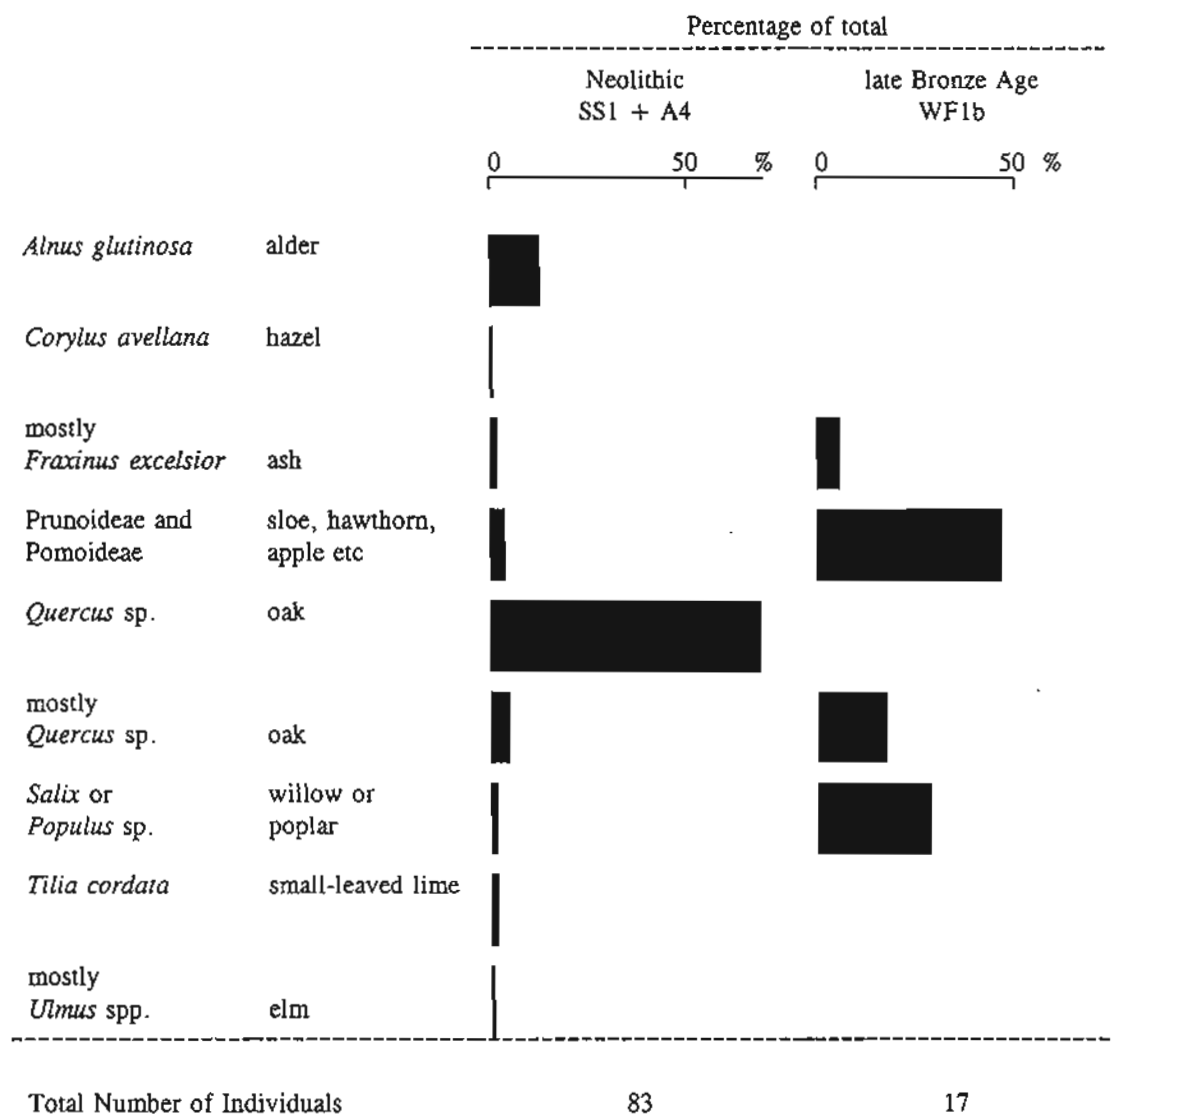 Percentage of total
Neolithic late Bronze Age
SS1 + A4 WF1b
0 50 % 0 50 %
Alnus glutinosa alder
Corylus avellana hazel
mostly
Fraxinus excelsior ash
Prunoideae and sloe, hawthorn,
Pomoideae apple etc
Quercus sp. oak
mostly
Quercus sp. oak
Salix or willow or
Populus sp. poplar
Tilia cordata small-leaved lime
mostly
Ulmus spp. elm
Total Number of Individuals 83 17